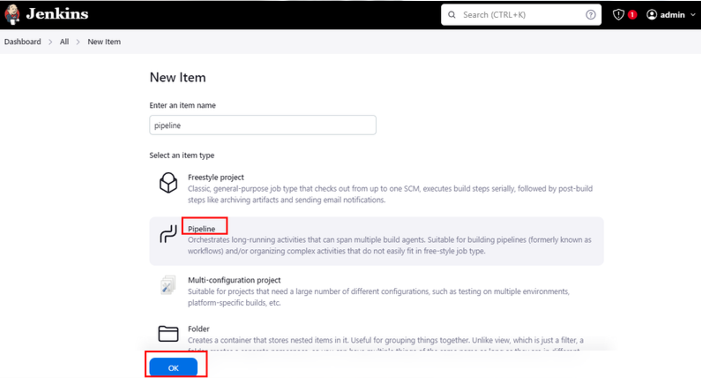 Jenkins
Search (CTRL+K)
1
admin
Dashboard > All > New Item
New Item
Enter an item name
pipeline
Select an item type
Freestyle project
Classic, general-purpose job type that checks out from up to one SCM, executes build steps serially, followed by post-build
steps like archiving artifacts and sending email notifications.
Pipeline
Orchestrates long-running activities that can span multiple build agents. Suitable for building pipelines (formerly known as
workflows) and/or organizing complex activities that do not easily fit in free-style job type.
Multi-configuration project
Suitable for projects that need a large number of different configurations, such as testing on multiple environments,
platform-specific builds, etc.
Folder
Creates a container that stores nested items in it. Useful for grouping things together. Unlike view, which is just a filter, a
OK